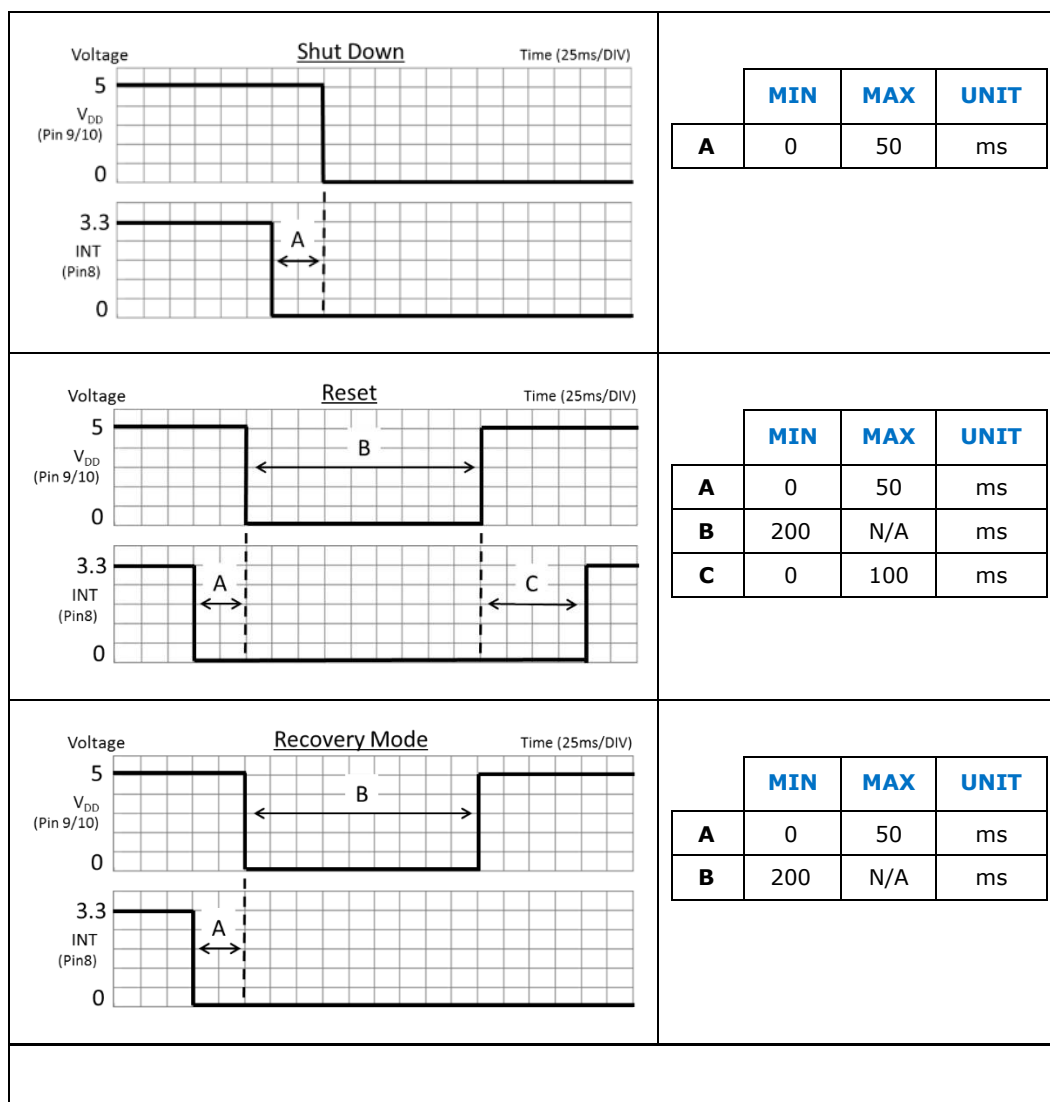 Voltage Shut Down Time (25ms/DIV)
5
VDD
(Pin 9/10)
0
3.3
INT
(Pin8)
0
A
MIN MAX UNIT
A 0 50 ms
Voltage Reset Time (25ms/DIV)
5
VDD
(Pin 9/10)
0
B
3.3
INT
(Pin8)
0
A C
MIN MAX UNIT
A 0 50 ms
B 200 N/A ms
C 0 100 ms
Voltage Recovery Mode Time (25ms/DIV)
5
VDD
(Pin 9/10)
0
B
3.3
INT
(Pin8)
0
A
MIN MAX UNIT
A 0 50 ms
B 200 N/A ms